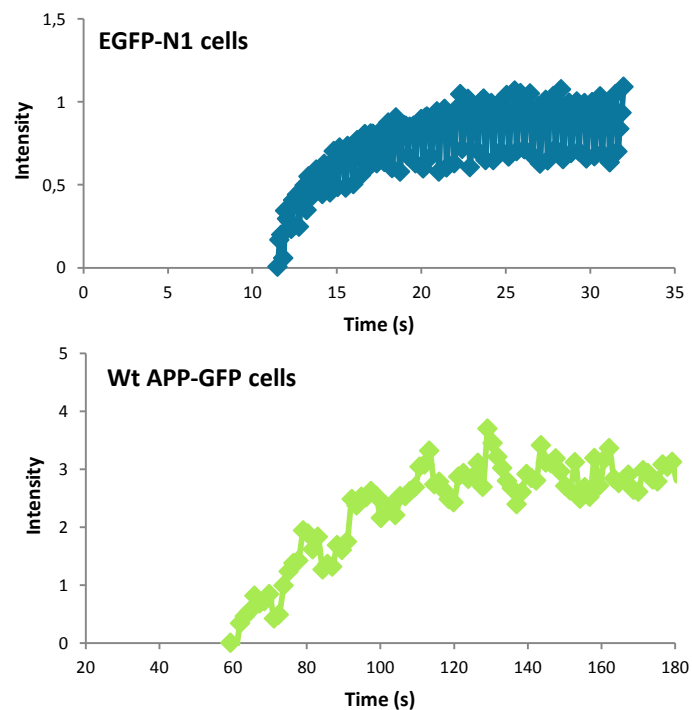 EGFP-N1 cells
Intensity
1,5
1
0,5
0
0 5 10 15 20 25 30 35
Time (s)
Wt APP-GFP cells
Intensity
5
4
3
2
1
0
20 40 60 80 100 120 140 160 180
Time (s)